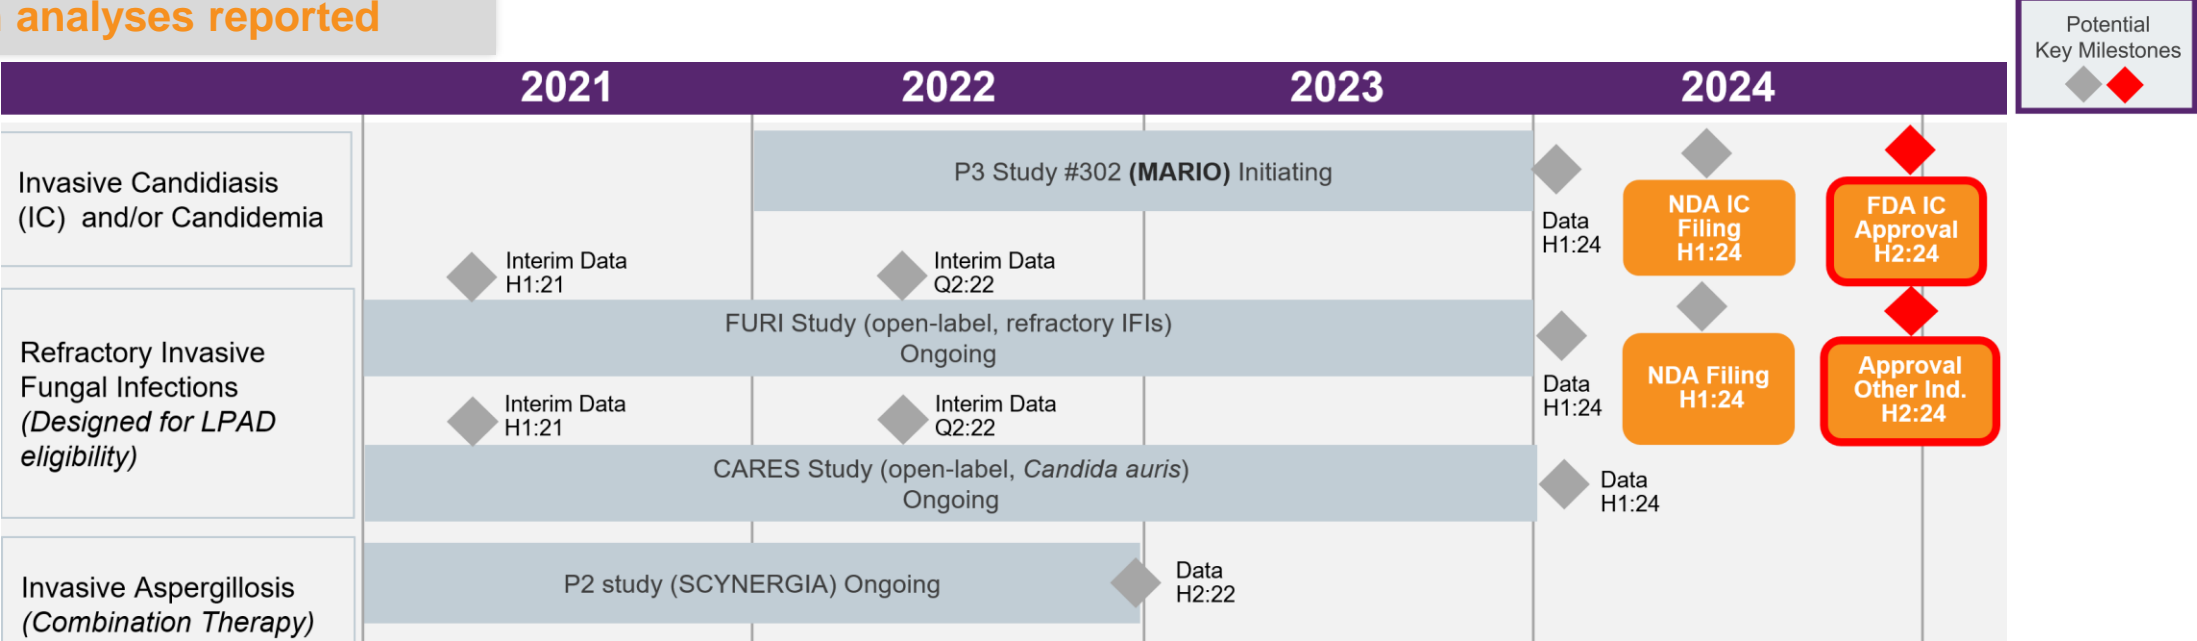 analyses reported
Potential
Key Milestones
2021 2022 2023 2024
Invasive Candidiasis
(IC) and/or Candidemia
P3 Study #302 (MARIO) Initiating
Data
H1:24
NDA IC
Filing
H1:24
FDA IC
Approval
H2:24
Interim Data
H1:21
Interim Data
Q2:22
Refractory Invasive
Fungal Infections
(Designed for LPAD
eligibility)
FURI Study (open-label, refractory IFIs)
Ongoing
Data
H1:24
NDA Filing
H1:24
Approval
Other Ind.
H2:24
Interim Data
H1:21
Interim Data
Q2:22
CARES Study (open-label, Candida auris)
Ongoing
Data
H1:24
Invasive Aspergillosis
(Combination Therapy)
P2 study (SCYNERGIA) Ongoing
Data
H2:22